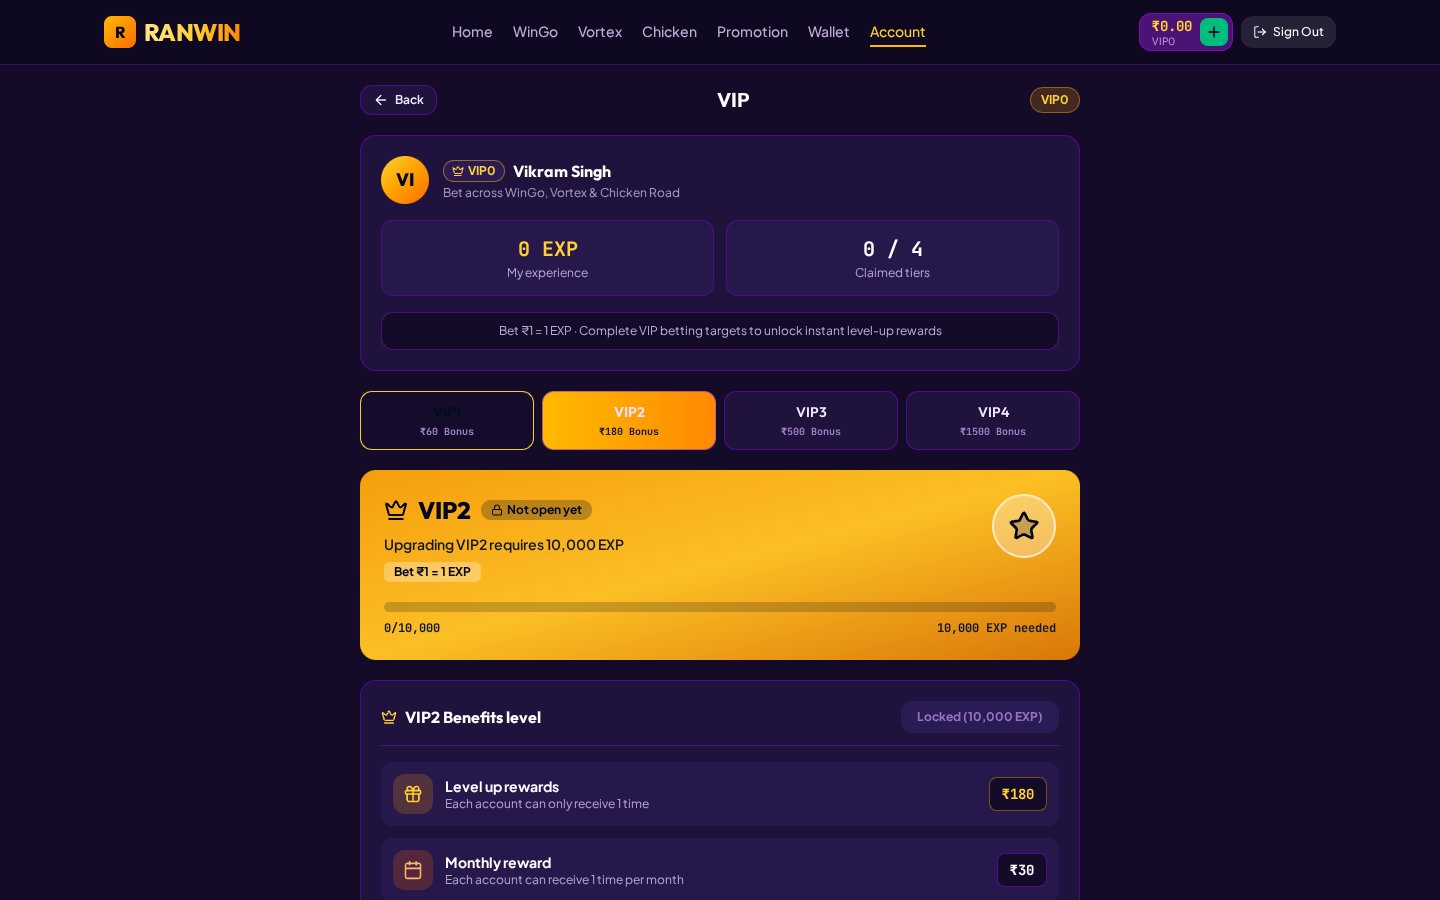 R RANWIN
Home WinGo Vortex Chicken Promotion Wallet Account
₹0.00
VIP0
Sign Out
Back
VIP
VIP0
VI
VIP0 Vikram Singh
Bet across WinGo, Vortex & Chicken Road
0 EXP
My experience
0 / 4
Claimed tiers
Bet ₹1 = 1 EXP · Complete VIP betting targets to unlock instant level-up rewards
VIP1
₹60 Bonus
VIP2
₹180 Bonus
VIP3
₹500 Bonus
VIP4
₹1500 Bonus
VIP2 Not open yet
Upgrading VIP2 requires 10,000 EXP
Bet ₹1 = 1 EXP
0/10,000
10,000 EXP needed
VIP2 Benefits level
Locked (10,000 EXP)
Level up rewards
Each account can only receive 1 time
₹180
Monthly reward
Each account can receive 1 time per month
₹30